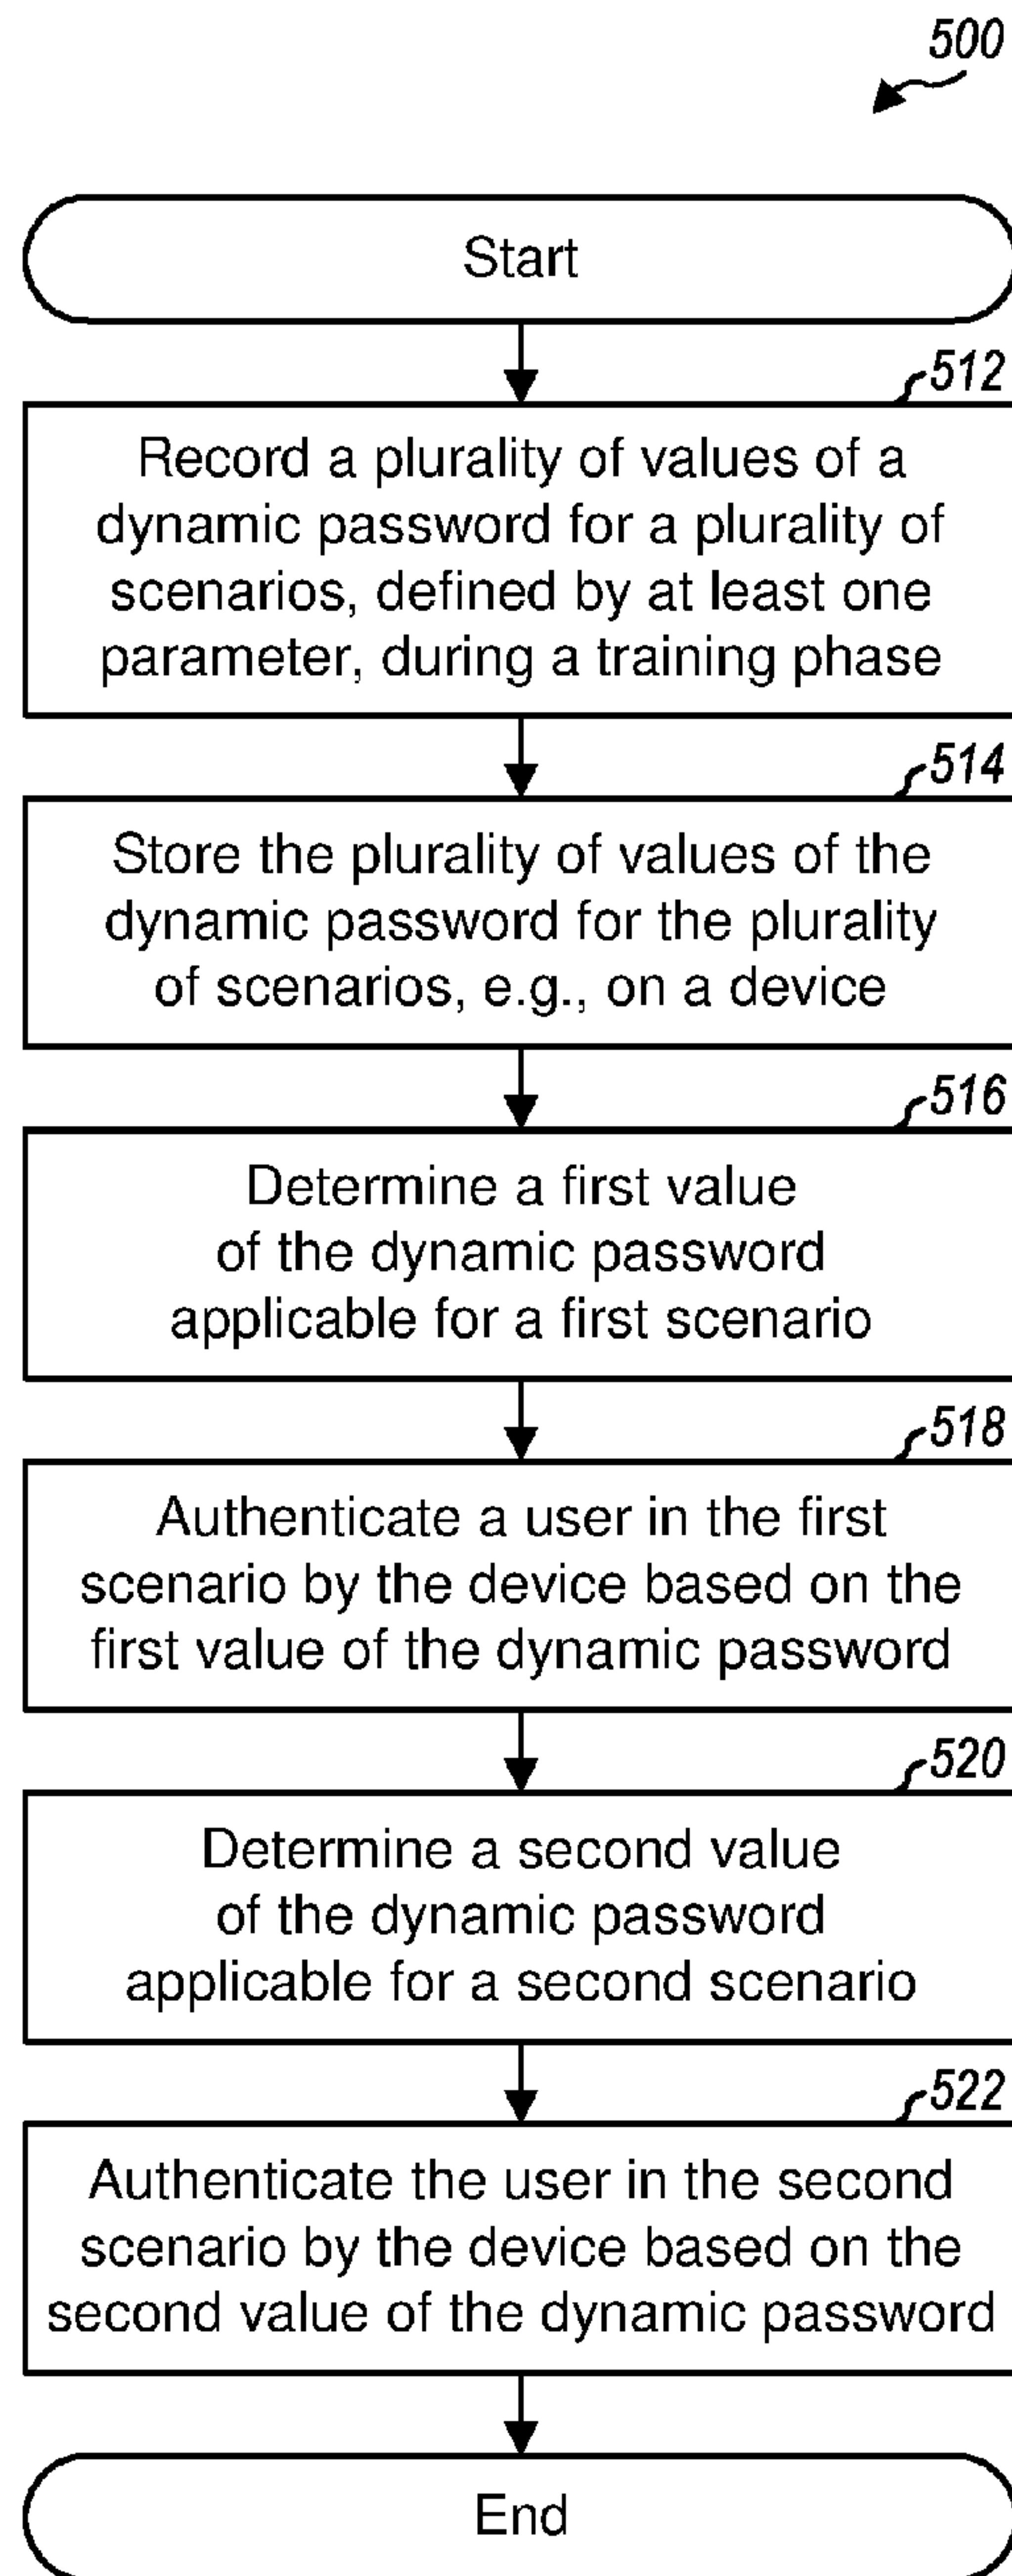 500
Start
512
Record a plurality of values of a
dynamic password for a plurality of
scenarios, defined by at least one
parameter, during a training phase
514
Store the plurality of values of the
dynamic password for the plurality
of scenarios, e.g., on a device
516
Determine a first value
of the dynamic password
applicable for a first scenario
518
Authenticate a user in the first
scenario by the device based on the
first value of the dynamic password
520
Determine a second value
of the dynamic password
applicable for a second scenario
522
Authenticate the user in the second
scenario by the device based on the
second value of the dynamic password
End